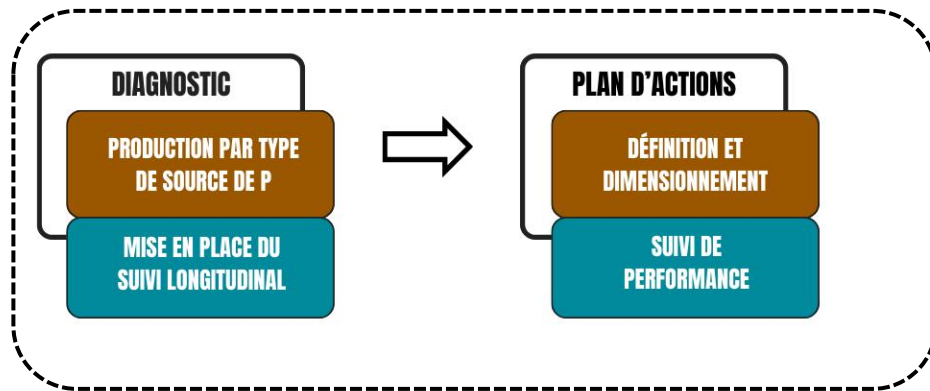 DIAGNOSTIC
PRODUCTION PAR TYPE
DE SOURCE DE P
MISE EN PLACE DU
SUIVI LONGITUDINAL
PLAN D'ACTIONS
DÉFINITION ET
DIMENSIONNEMENT
SUIVI DE
PERFORMANCE